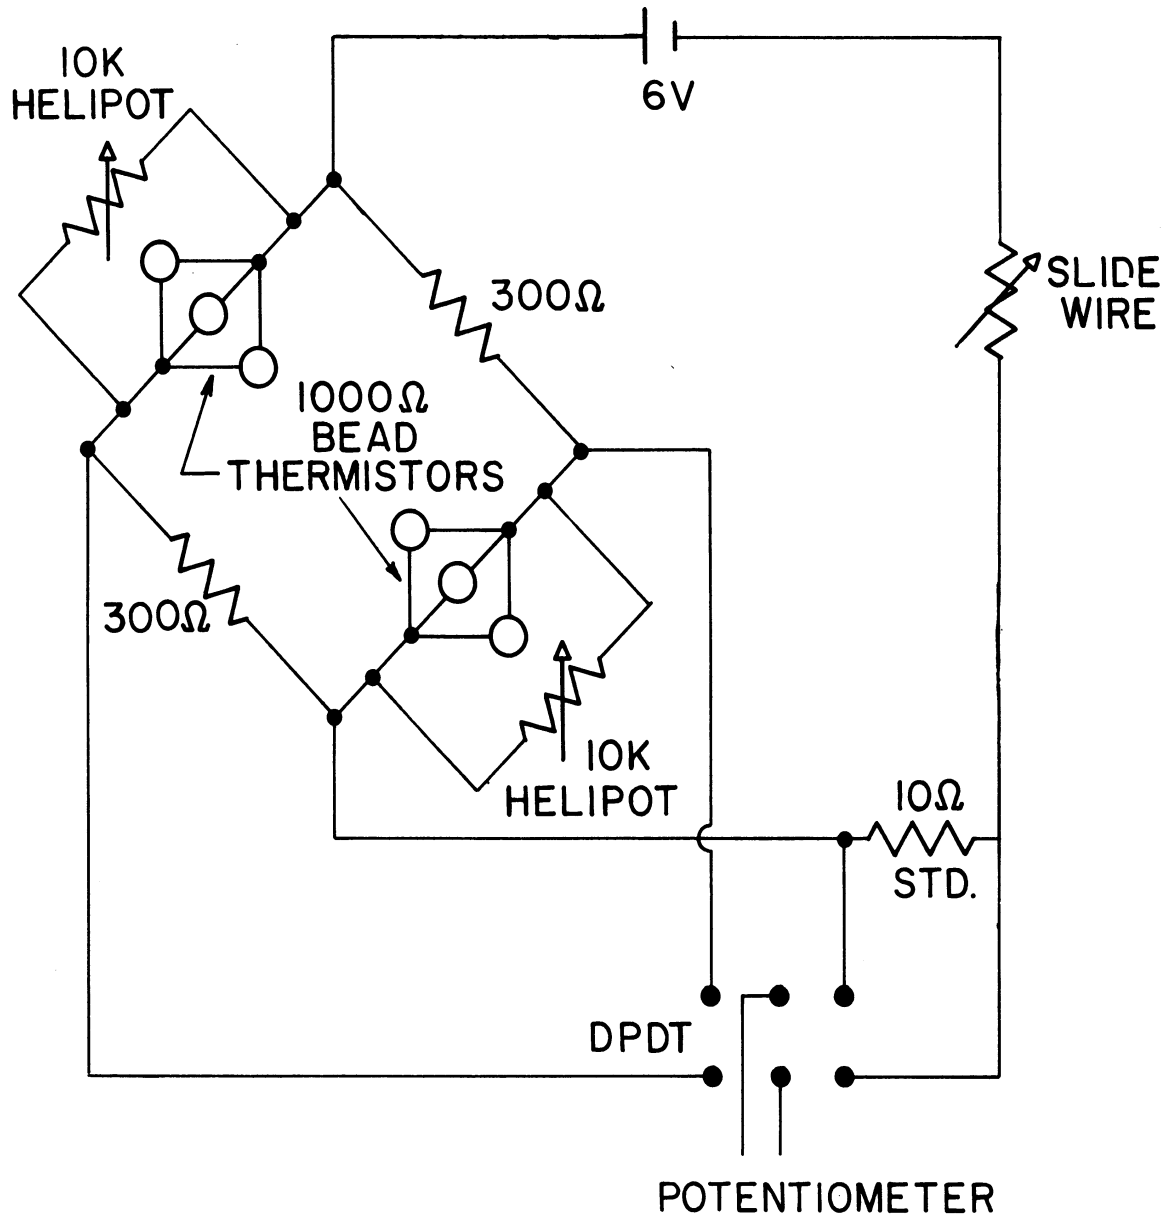 10K
HELIPOT
6V
SLIDE
WIRE
300Ω
1000Ω
BEAD
THERMISTORS
300Ω
10K
HELIPOT
10Ω
STD.
DPDT
POTENTIOMETER